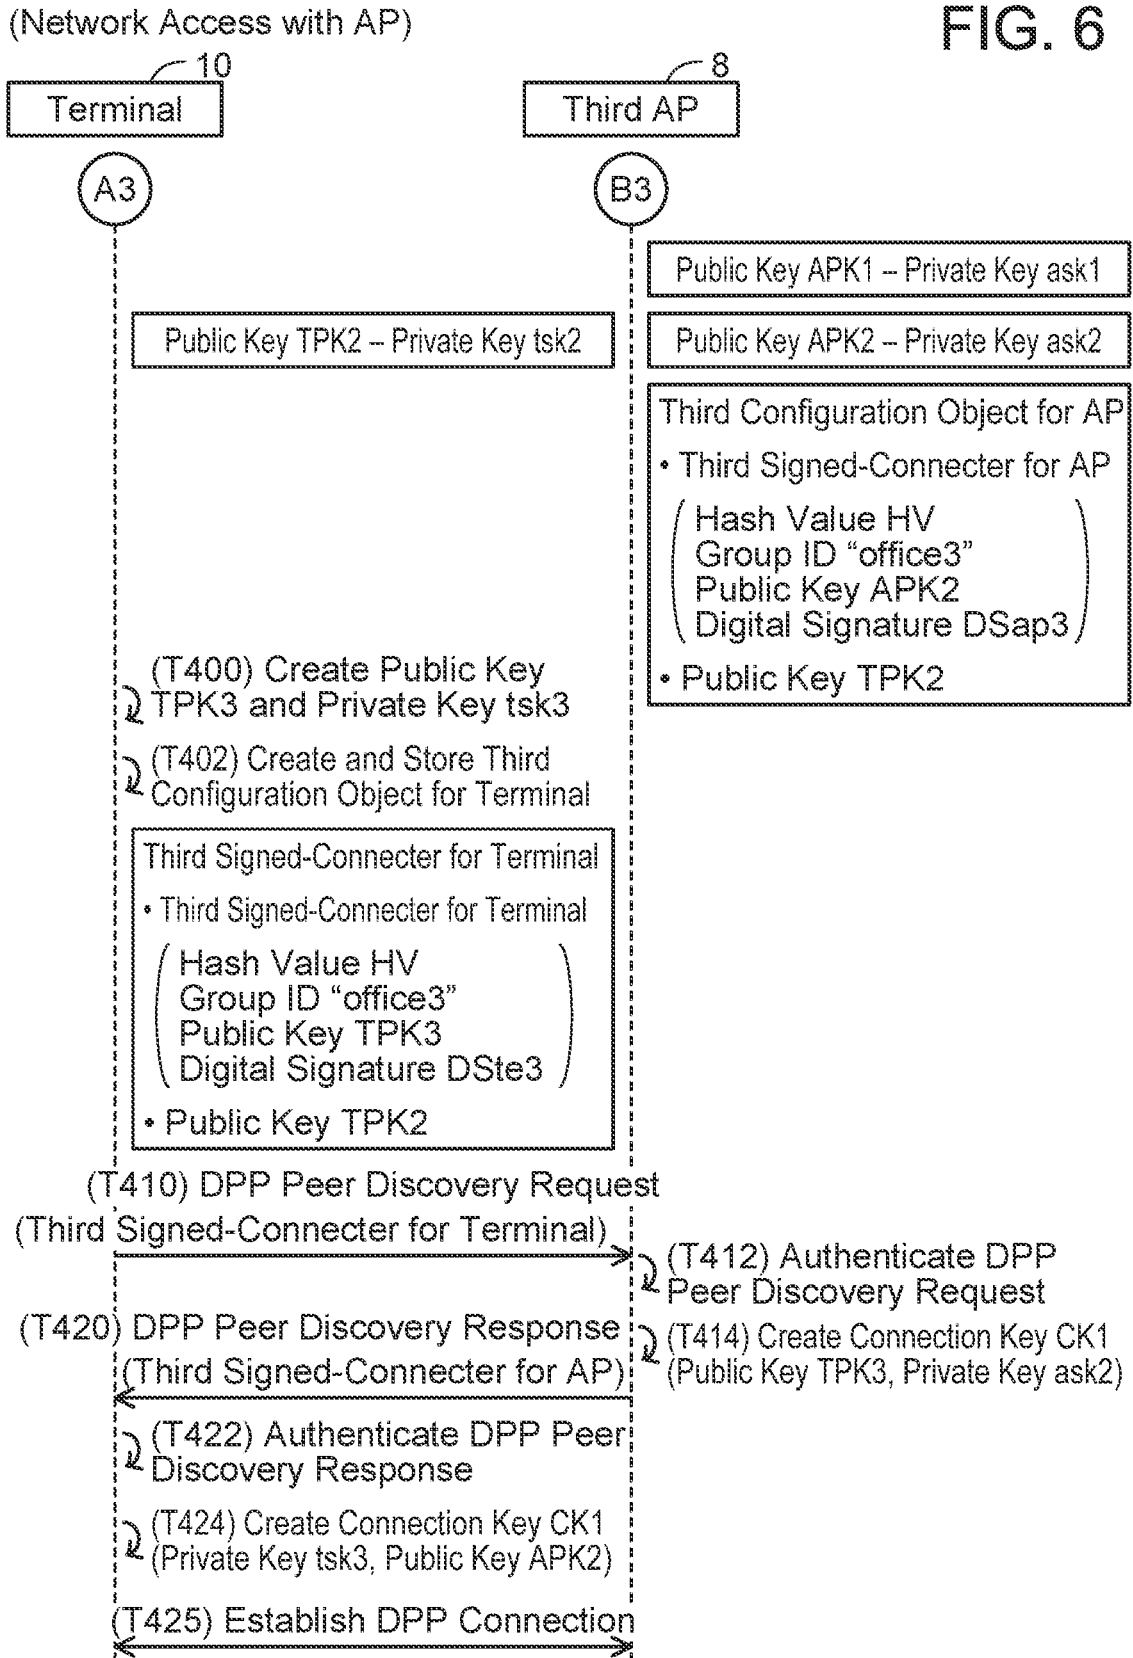 (Network Access with AP)
FIG. 6
10
8
Terminal
Third AP
A3
B3
Public Key APK1 – Private Key ask1
Public Key TPK2 – Private Key tsk2
Public Key APK2 – Private Key ask2
Third Configuration Object for AP
• Third Signed-Connecter for AP
Hash Value HV
Group ID “office3”
Public Key APK2
Digital Signature DSap3
• Public Key TPK2
(T400) Create Public Key
TPK3 and Private Key tsk3
(T402) Create and Store Third
Configuration Object for Terminal
Third Signed-Connecter for Terminal
• Third Signed-Connecter for Terminal
Hash Value HV
Group ID “office3”
Public Key TPK3
Digital Signature DSte3
• Public Key TPK2
(T410) DPP Peer Discovery Request
(Third Signed-Connecter for Terminal)
(T412) Authenticate DPP
Peer Discovery Request
(T414) Create Connection Key CK1
(Public Key TPK3, Private Key ask2)
(T420) DPP Peer Discovery Response
(Third Signed-Connecter for AP)
(T422) Authenticate DPP Peer
Discovery Response
(T424) Create Connection Key CK1
(Private Key tsk3, Public Key APK2)
(T425) Establish DPP Connection